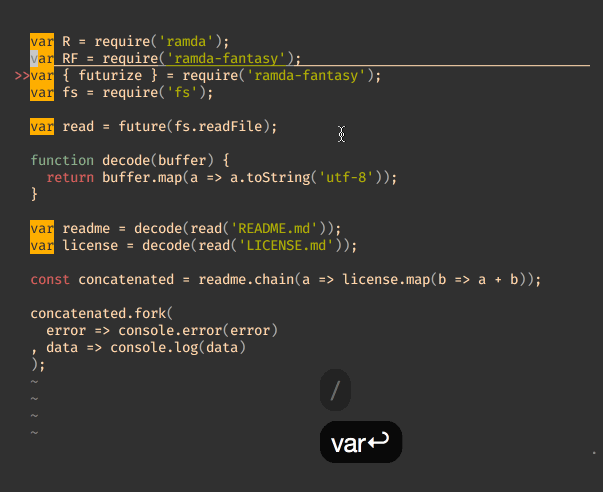 var R = require('ramda');
var RF = require('ramda-fantasy');
>>var { futurize } = require('ramda-fantasy');
var fs = require('fs');
var read = future(fs.readFile);
function decode(buffer) {
  return buffer.map(a => a.toString('utf-8'));
}
var readme = decode(read('README.md'));
var license = decode(read('LICENSE.md'));
const concatenated = readme.chain(a => license.map(b => a + b));
concatenated.fork(
  error => console.error(error)
, data => console.log(data)
);
~
~
~
~
/
var↩